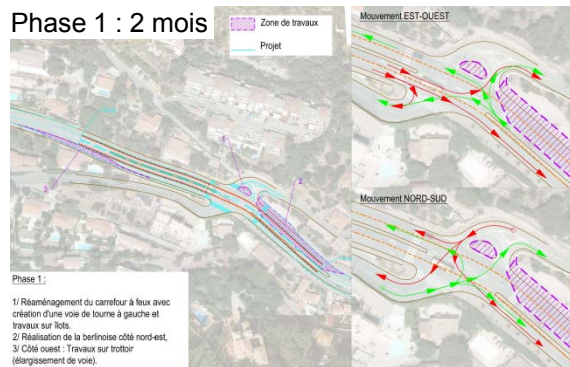 Phase 1 : 2 mois
Zone de travaux
Projet
Mouvement EST-OUEST
1
2
3
Mouvement NORD-SUD
Phase 1 :
1/ Réaménagement du carrefour à feux avec
création d'une voie de tourne à gauche et
travaux sur îlots.
2/ Réalisation de la berlinoise côté nord-est,
3/ Côté ouest : Travaux sur trottoir
(élargissement de voie).